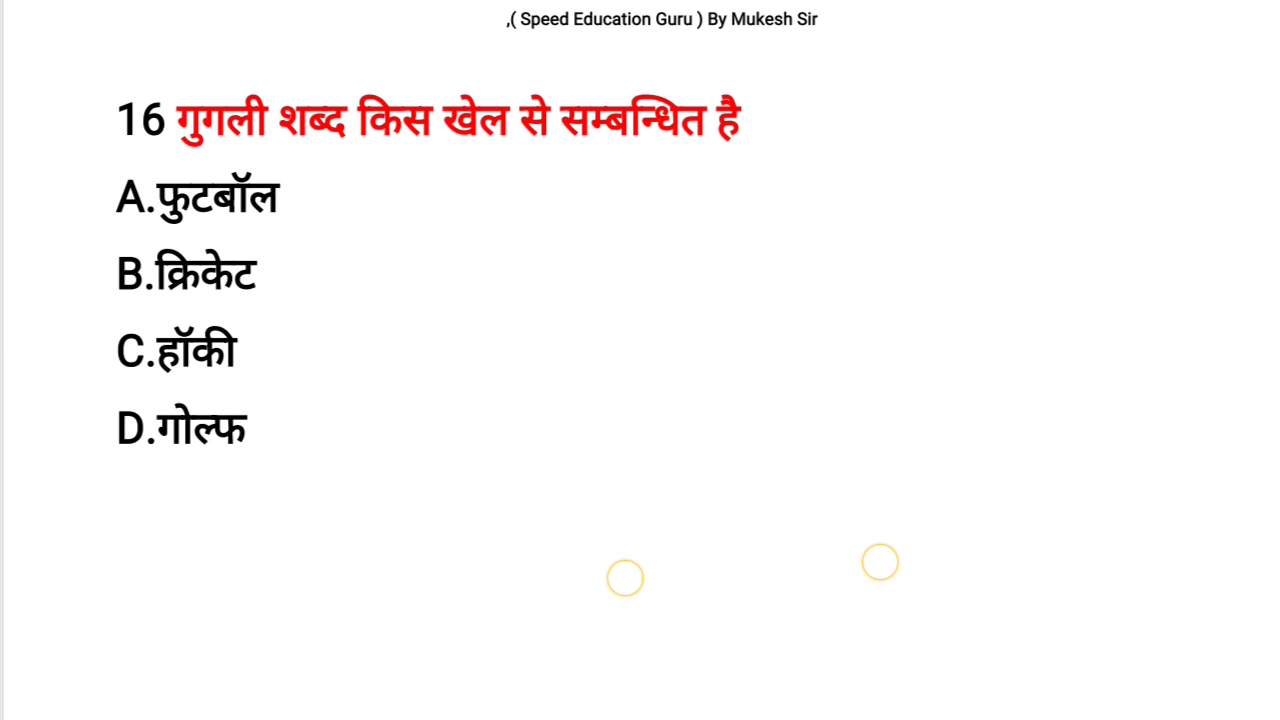 ,( Speed Education Guru ) By Mukesh Sir
16 गुगली शब्द किस खेल से सम्बन्धित है
A.फुटबॉल
B.क्रिकेट
C.हॉकी
D.गोल्फ